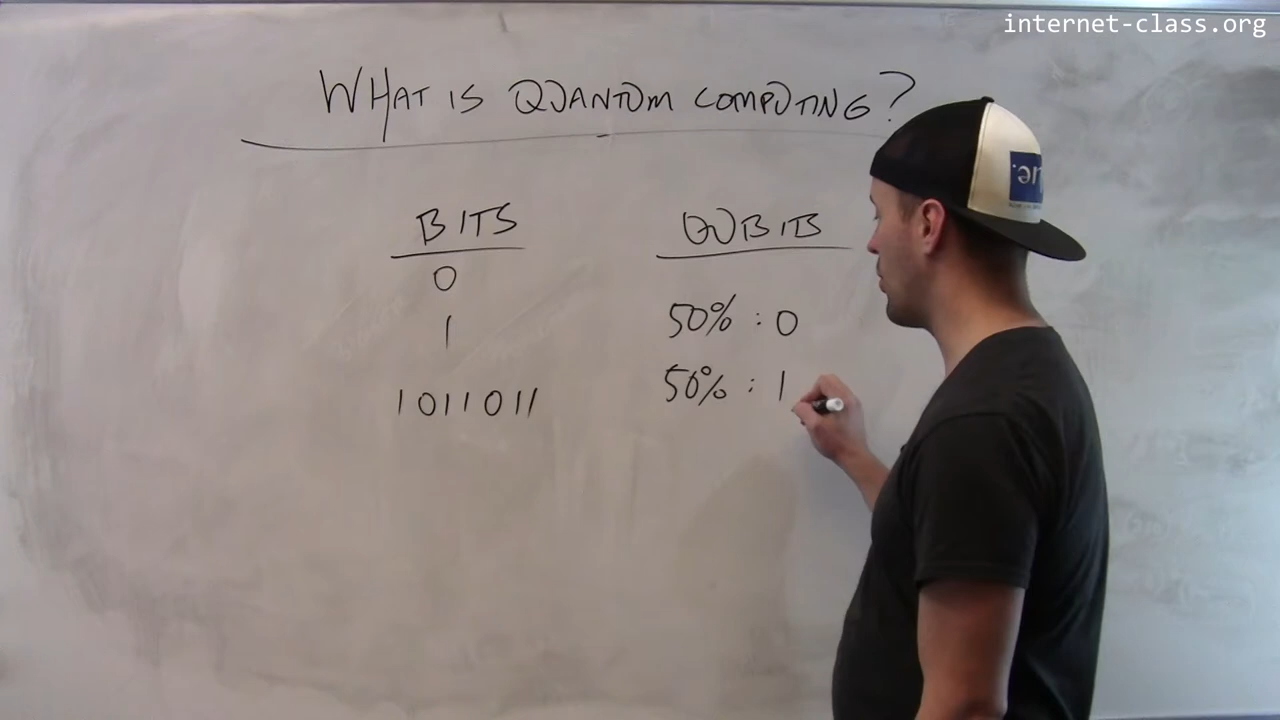 internet-class.org
WHAT IS QUANTUM COMPUTING?
BITS
0
1
1011011
QUBITS
50% : 0
50% : 1